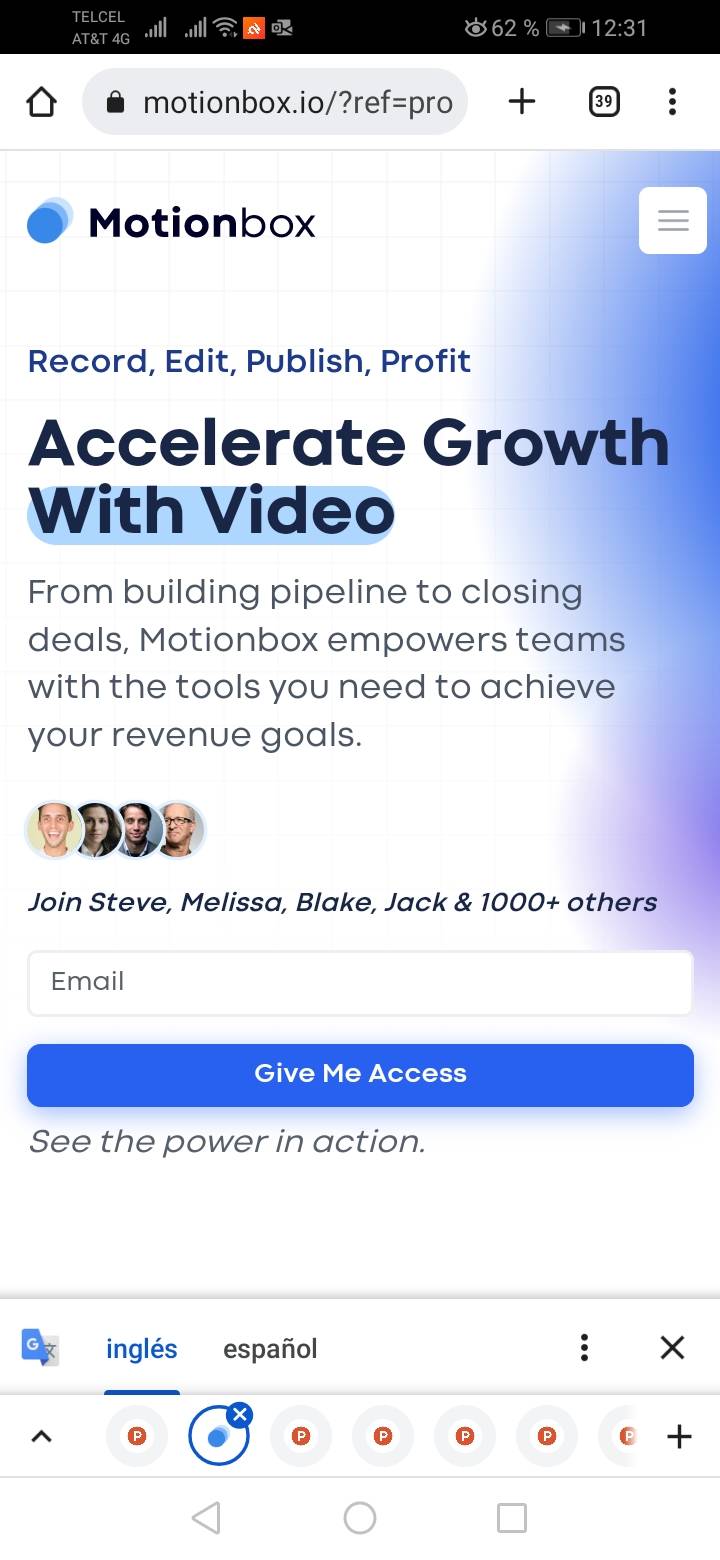 TELCEL
AT&T 4G
62 %
12:31
motionbox.io/?ref=pro
39
Motionbox
Record, Edit, Publish, Profit
Accelerate Growth
With Video
From building pipeline to closing
deals, Motionbox empowers teams
with the tools you need to achieve
your revenue goals.
Join Steve, Melissa, Blake, Jack & 1000+ others
Email
Give Me Access
See the power in action.
G 文 inglés español
P P P P P P